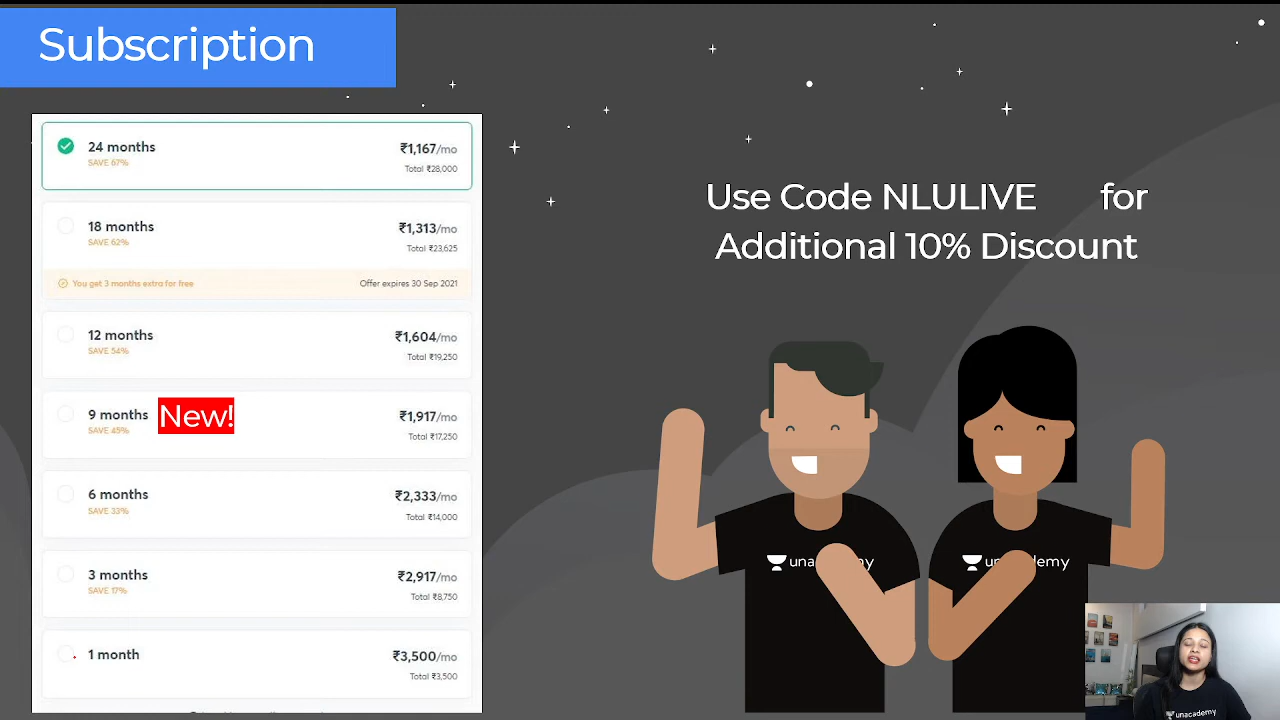 Subscription
24 months
SAVE 67%
₹1,167/mo
Total ₹28,000
18 months
SAVE 62%
₹1,313/mo
Total ₹23,625
You get 3 months extra for free
Offer expires 30 Sep 2021
12 months
SAVE 54%
₹1,604/mo
Total ₹19,250
9 months New!
SAVE 45%
₹1,917/mo
Total ₹17,250
6 months
SAVE 33%
₹2,333/mo
Total ₹14,000
3 months
SAVE 17%
₹2,917/mo
Total ₹8,750
1 month
₹3,500/mo
Total ₹3,500
Use Code NLULIVE for
Additional 10% Discount
unacademy